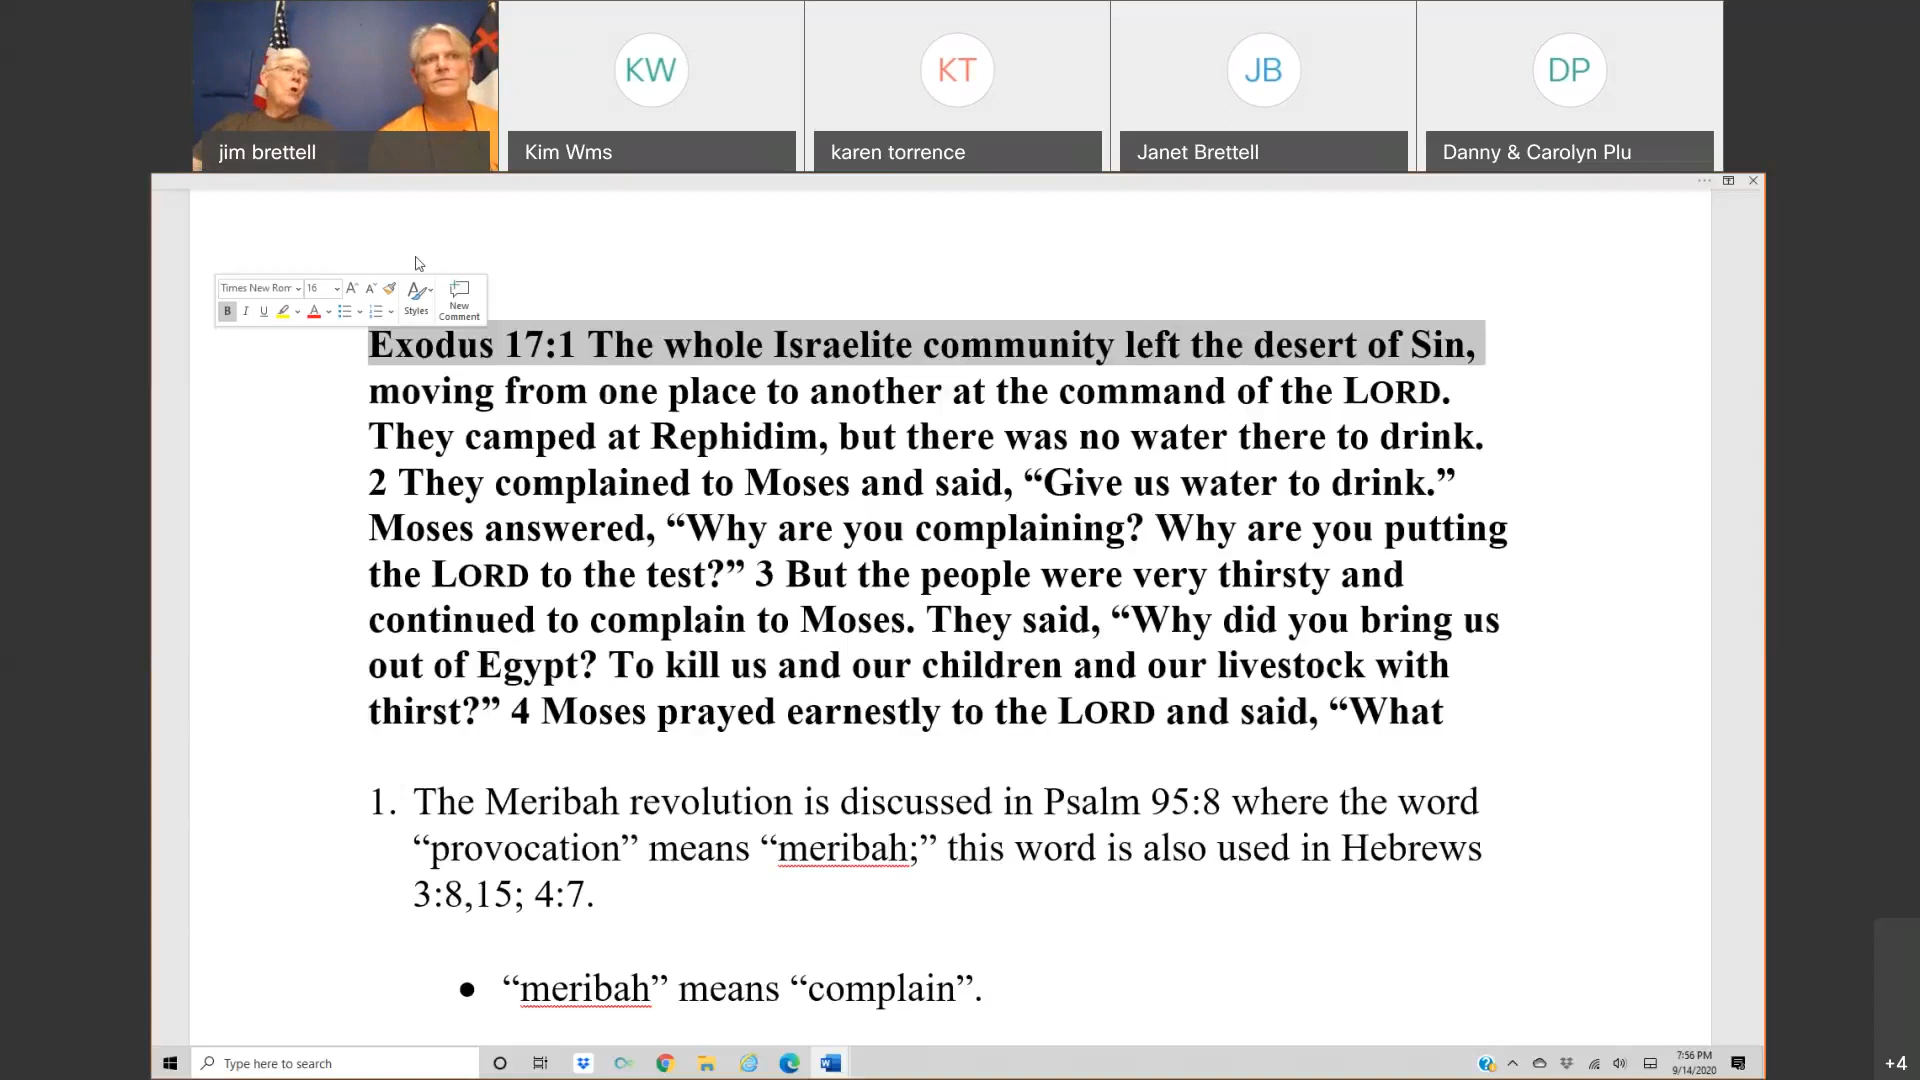 KW
KT
JB
DP
jim brettell
Kim Wms
karen torrence
Janet Brettell
Danny & Carolyn Plu
Times New Rom
16
A A
Styles
New
Comment
B I U A
Exodus 17:1 The whole Israelite community left the desert of Sin,
moving from one place to another at the command of the LORD.
They camped at Rephidim, but there was no water there to drink.
2 They complained to Moses and said, “Give us water to drink.”
Moses answered, “Why are you complaining? Why are you putting
the LORD to the test?” 3 But the people were very thirsty and
continued to complain to Moses. They said, “Why did you bring us
out of Egypt? To kill us and our children and our livestock with
thirst?” 4 Moses prayed earnestly to the LORD and said, “What
1. The Meribah revolution is discussed in Psalm 95:8 where the word
“provocation” means “meribah;” this word is also used in Hebrews
3:8,15; 4:7.
• “meribah” means “complain”.
Type here to search
7:56 PM
9/14/2020
+4